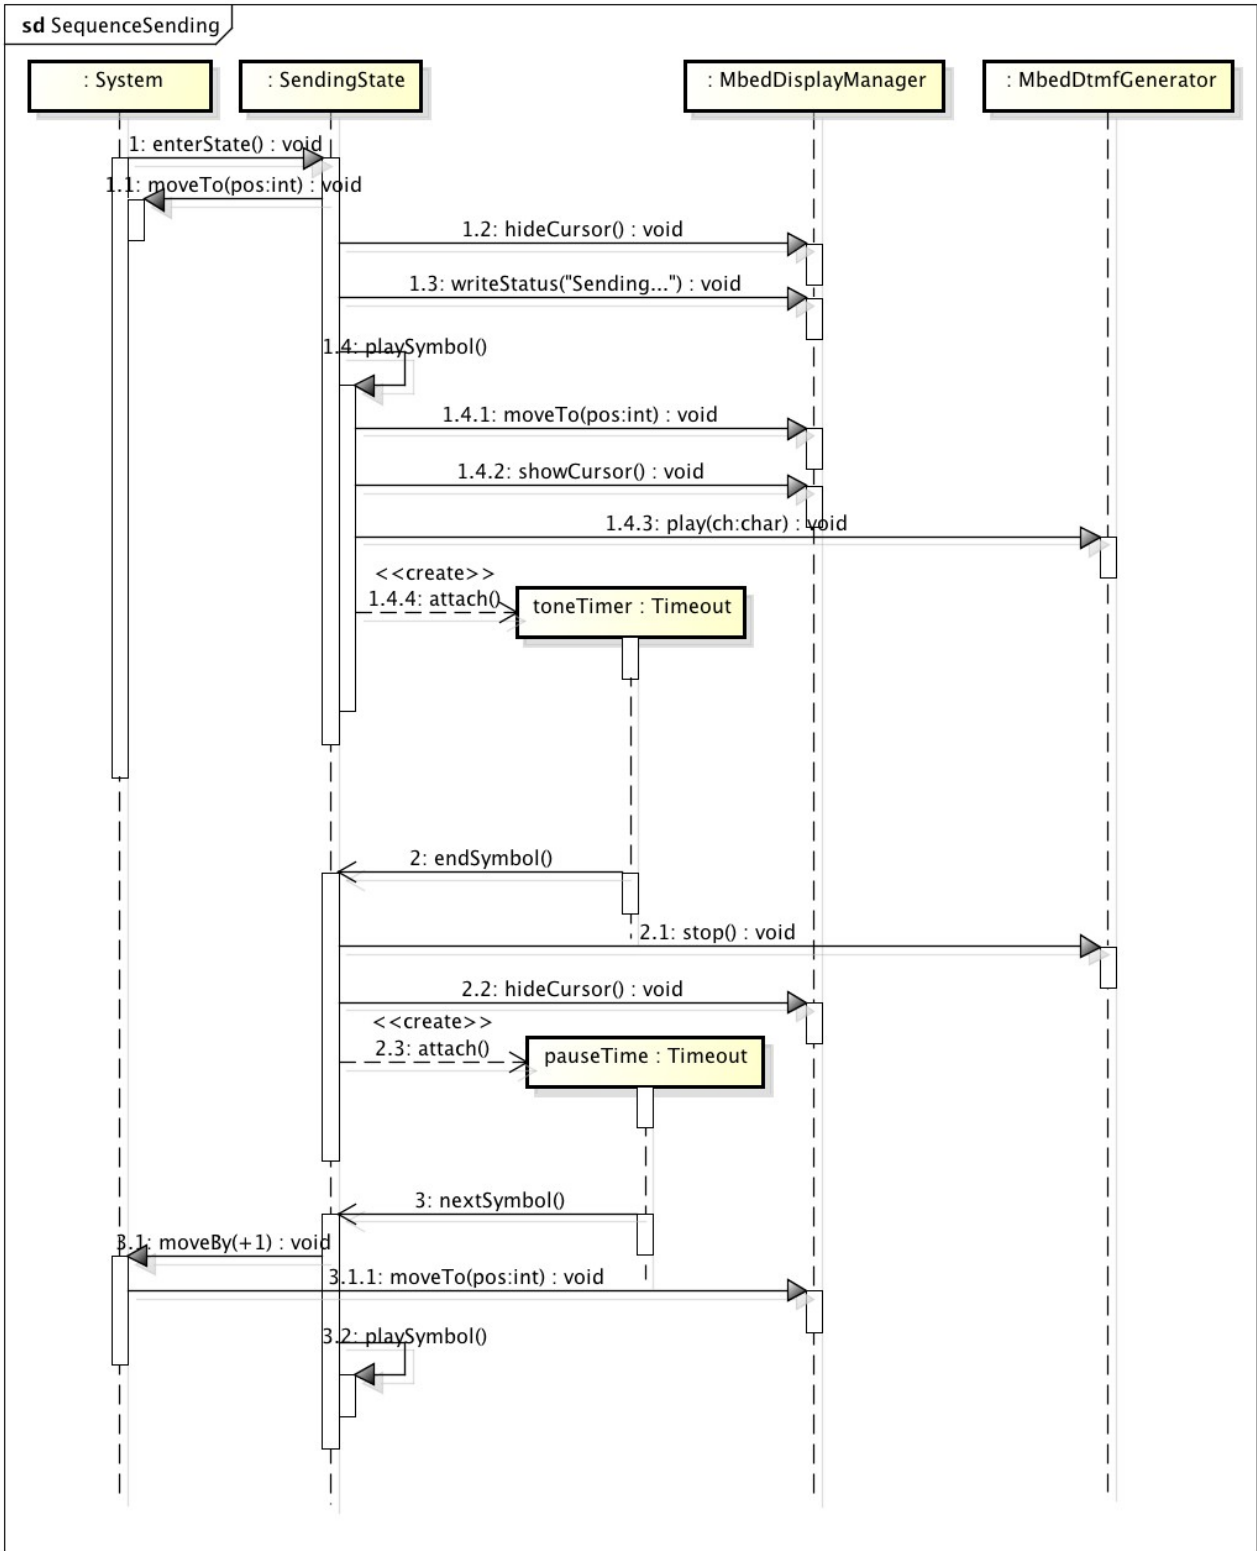 sd SequenceSending
: System
: SendingState
: MbedDisplayManager
: MbedDtmfGenerator
1: enterState() : void
1.1: moveTo(pos:int) : void
1.2: hideCursor() : void
1.3: writeStatus("Sending...") : void
1.4: playSymbol()
1.4.1: moveTo(pos:int) : void
1.4.2: showCursor() : void
1.4.3: play(ch:char) : void
<<create>>
1.4.4: attach()
toneTimer : Timeout
2: endSymbol()
2.1: stop() : void
2.2: hideCursor() : void
<<create>>
2.3: attach()
pauseTime : Timeout
3: nextSymbol()
3.1: moveBy(+1) : void
3.1.1: moveTo(pos:int) : void
3.2: playSymbol()